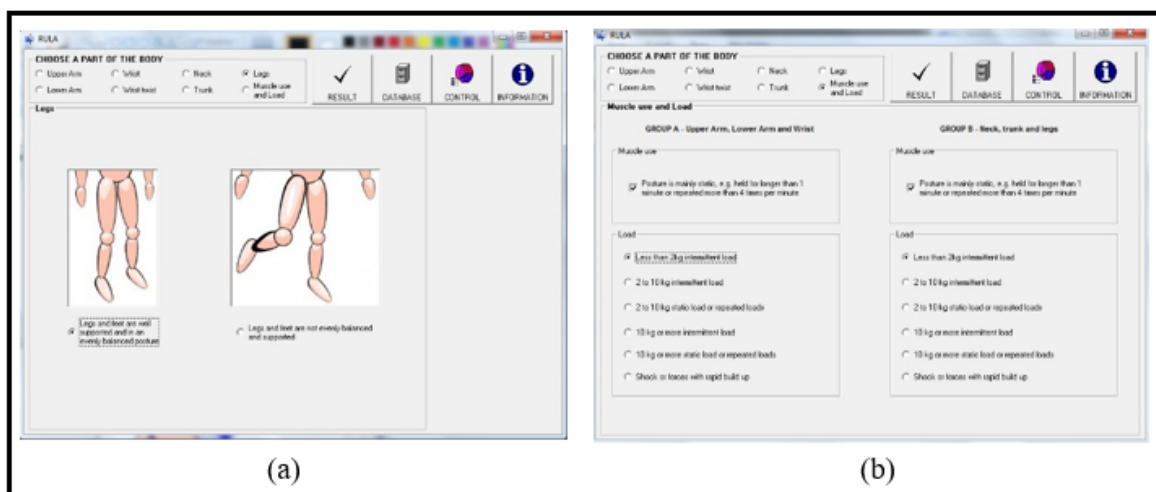 RULA
CHOOSE A PART OF THE BODY
Upper Arm
Wrist
Neck
Legs
Lower Arm
Wrist twist
Trunk
Muscle use
and Load
RESULT
DATABASE
CONTROL
INFORMATION
Legs
Legs and feet are well
supported and in an
evenly balanced posture
Legs and feet are not evenly balanced
and supported
(a)
RULA
CHOOSE A PART OF THE BODY
Upper Arm
Wrist
Neck
Legs
Lower Arm
Wrist twist
Trunk
Muscle use
and Load
RESULT
DATABASE
CONTROL
INFORMATION
Muscle use and Load
GROUP A - Upper Arm, Lower Arm and Wrist
Muscle use
Posture is mainly static, e.g. held for longer than 1
minute or repeated more than 4 times per minute
Load
Less than 2kg intermittent load
2 to 10 kg intermittent load
2 to 10 kg static load or repeated loads
10 kg or more intermittent load
10 kg or more static load or repeated loads
Shock or forces with rapid build up
GROUP B - Neck, trunk and legs
Muscle use
Posture is mainly static, e.g. held for longer than 1
minute or repeated more than 4 times per minute
Load
Less than 2kg intermittent load
2 to 10 kg intermittent load
2 to 10 kg static load or repeated loads
10 kg or more intermittent load
10 kg or more static load or repeated loads
Shock or forces with rapid build up
(b)